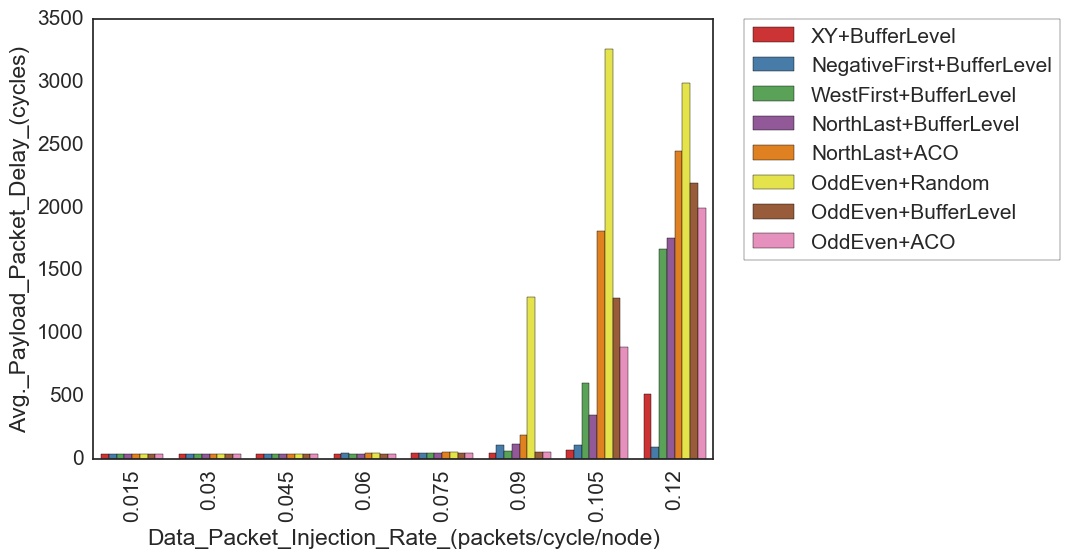 3500
3000
2500
2000
1500
1000
500
0
Avg._Payload_Packet_Delay_(cycles)
0.015
0.03
0.045
0.06
0.075
0.09
0.105
0.12
Data_Packet_Injection_Rate_(packets/cycle/node)
XY+BufferLevel
NegativeFirst+BufferLevel
WestFirst+BufferLevel
NorthLast+BufferLevel
NorthLast+ACO
OddEven+Random
OddEven+BufferLevel
OddEven+ACO